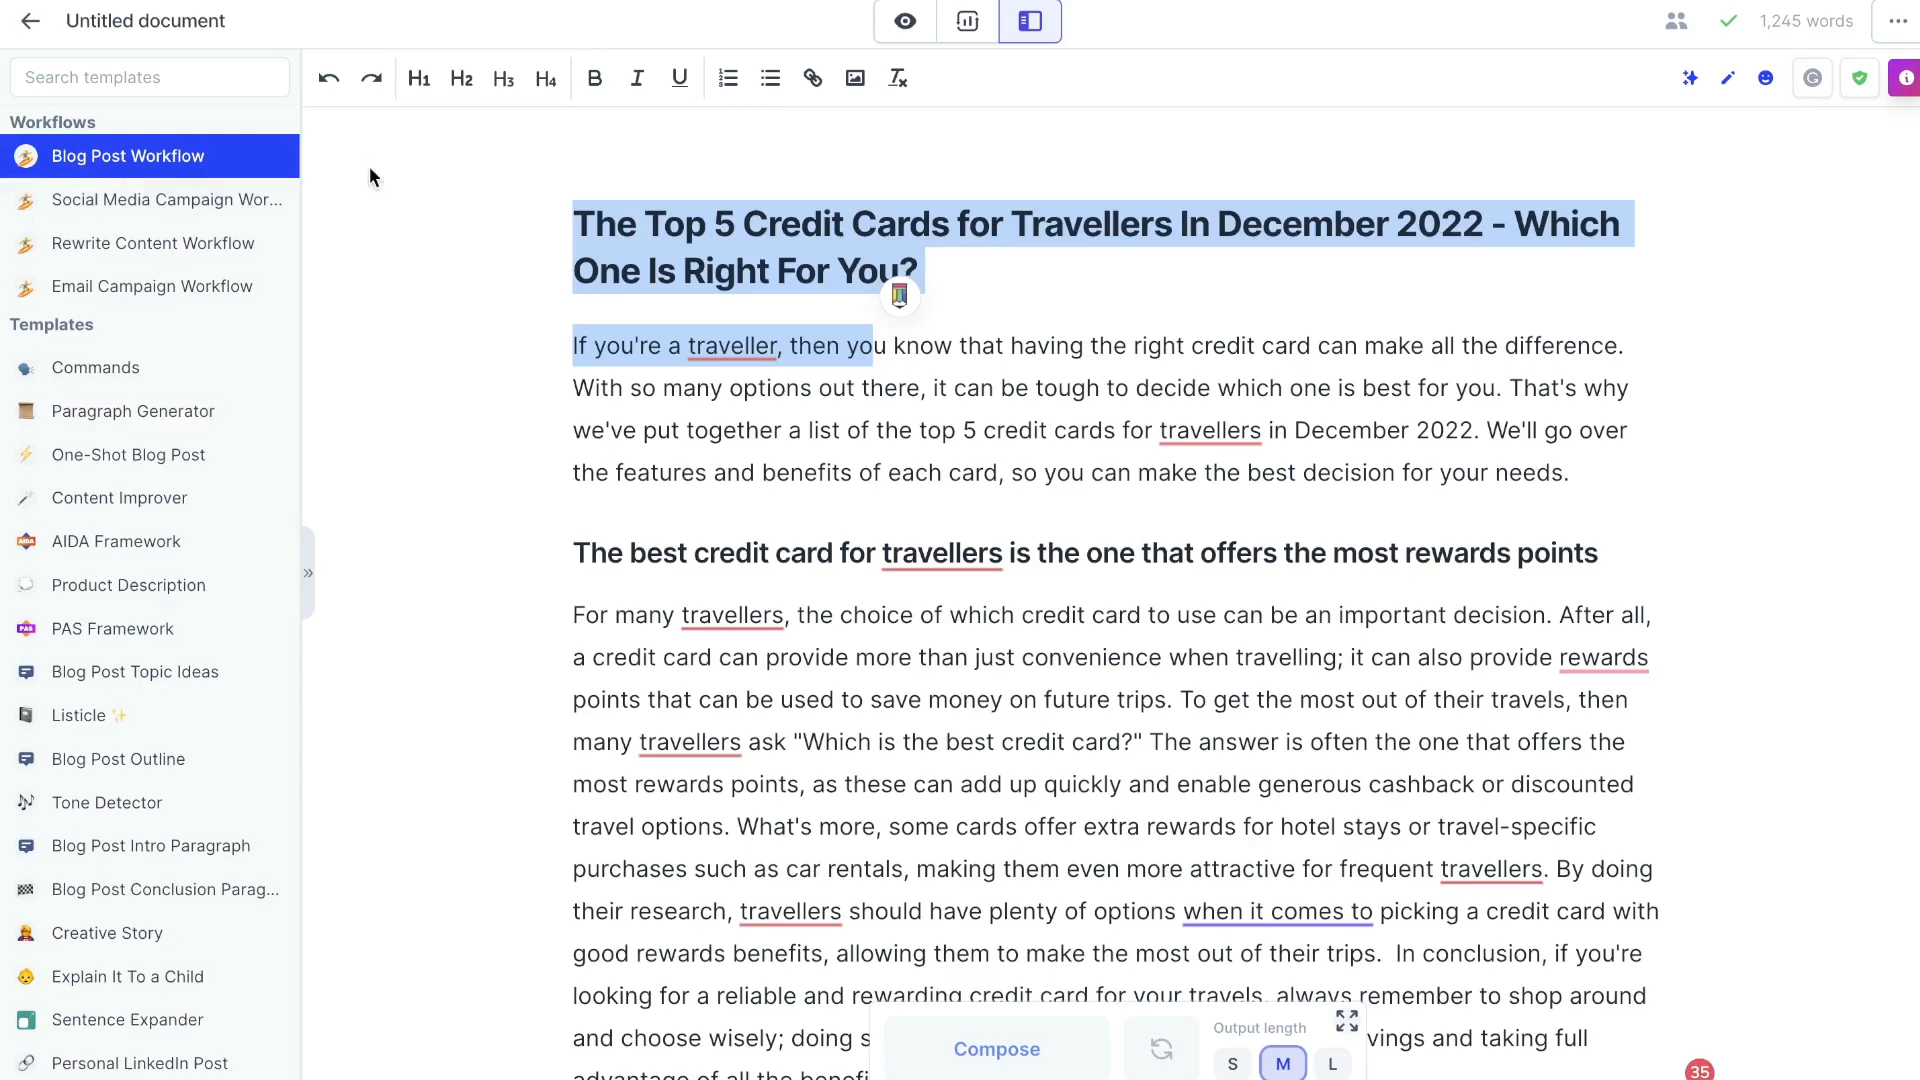 Untitled document
1,245 words
Search templates
H1 H2 H3 H4 B I U
Workflows
Blog Post Workflow
Social Media Campaign Wor...
Rewrite Content Workflow
Email Campaign Workflow
Templates
Commands
Paragraph Generator
One-Shot Blog Post
Content Improver
AIDA Framework
Product Description
PAS Framework
Blog Post Topic Ideas
Listicle ✨
Blog Post Outline
Tone Detector
Blog Post Intro Paragraph
Blog Post Conclusion Parag...
Creative Story
Explain It To a Child
Sentence Expander
Personal LinkedIn Post
The Top 5 Credit Cards for Travellers In December 2022 - Which
One Is Right For You?
If you're a traveller, then you know that having the right credit card can make all the difference.
With so many options out there, it can be tough to decide which one is best for you. That's why
we've put together a list of the top 5 credit cards for travellers in December 2022. We'll go over
the features and benefits of each card, so you can make the best decision for your needs.
The best credit card for travellers is the one that offers the most rewards points
For many travellers, the choice of which credit card to use can be an important decision. After all,
a credit card can provide more than just convenience when travelling; it can also provide rewards
points that can be used to save money on future trips. To get the most out of their travels, then
many travellers ask "Which is the best credit card?" The answer is often the one that offers the
most rewards points, as these can add up quickly and enable generous cashback or discounted
travel options. What's more, some cards offer extra rewards for hotel stays or travel-specific
purchases such as car rentals, making them even more attractive for frequent travellers. By doing
their research, travellers should have plenty of options when it comes to picking a credit card with
good rewards benefits, allowing them to make the most out of their trips.  In conclusion, if you're
looking for a reliable and rewarding credit card for your travels, always remember to shop around
and choose wisely; doing s vings and taking full
advantage of all the benefi
Compose
Output length
S M L
35